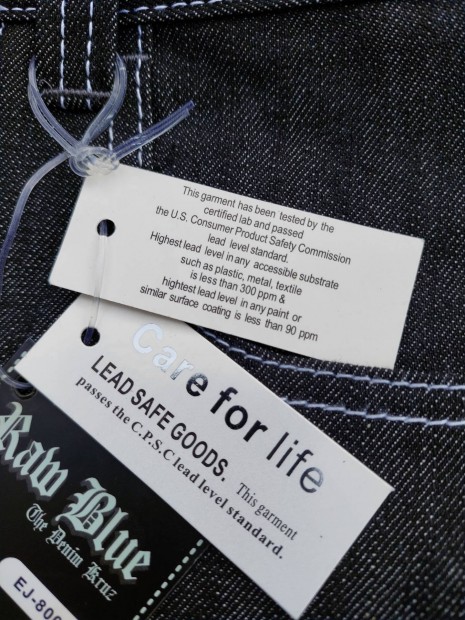 This garment has been tested by the
certified lab and passed
the U.S. Consumer Product Safety Commission
lead level standard.
Highest lead level in any accessible substrate
such as plastic, metal, textile
is less than 300 ppm &
hightest lead level in any paint or
similar surface coating is less than 90 ppm
Care for life
LEAD SAFE GOODS. This garment
passes the C.P.S.C lead level standard.
Raw Blue
The Denim Kruz